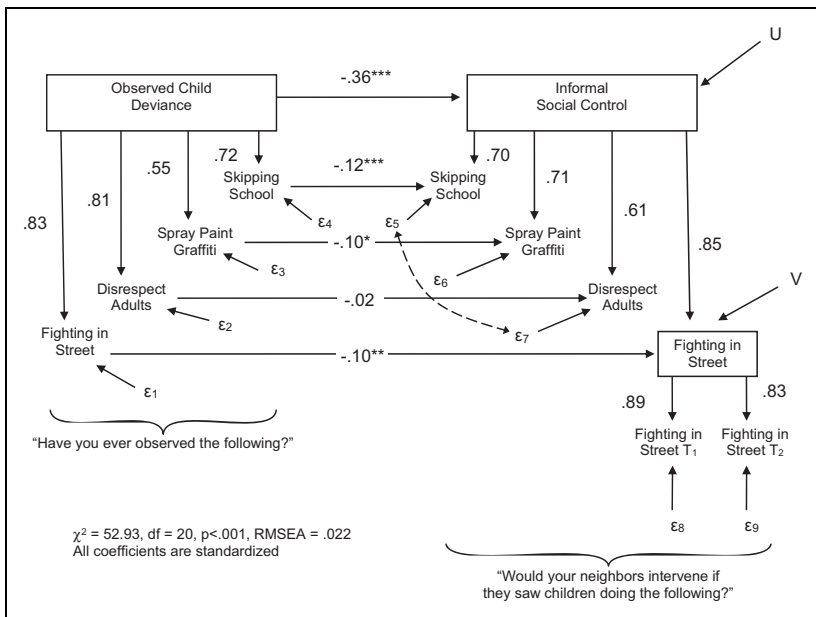 U
Observed Child
Deviance
-.36***
Informal
Social Control
.83
.81
.55
.72
Skipping
School
-.12***
Skipping
School
.70
.71
.61
.85
ε4
ε5
Spray Paint
Graffiti
-.10*
Spray Paint
Graffiti
ε3
ε6
V
Disrespect
Adults
-.02
Disrespect
Adults
ε2
ε7
Fighting in
Street
-.10**
Fighting in
Street
ε1
.89
.83
"Have you ever observed the following?"
Fighting in
Street T1
Fighting in
Street T2
ε8
ε9
χ2 = 52.93, df = 20, p<.001, RMSEA = .022
All coefficients are standardized
"Would your neighbors intervene if
they saw children doing the following?"